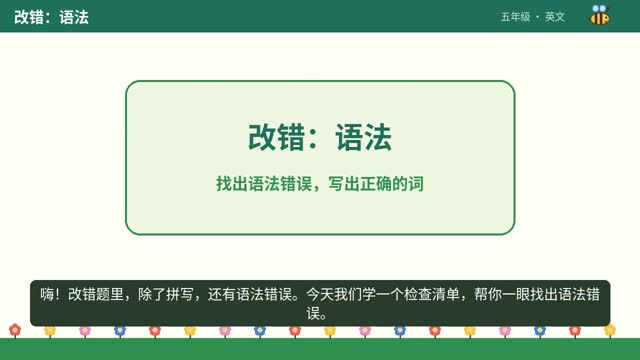 改错：语法
五年级 · 英文
改错：语法
找出语法错误，写出正确的词
嗨！改错题里，除了拼写，还有语法错误。今天我们学一个检查清单，帮你一眼找出语法错
误。